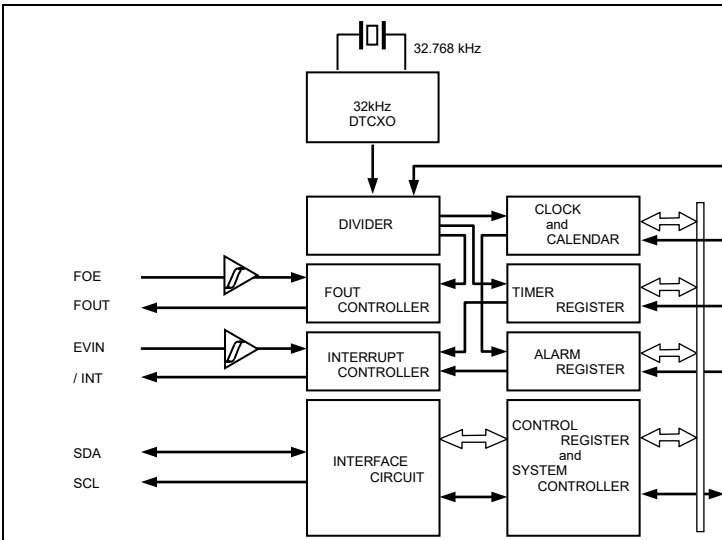 32.768 kHz
32kHz
DTCXO
DIVIDER
CLOCK
and
CALENDAR
FOE
FOUT
FOUT
CONTROLLER
TIMER
REGISTER
EVIN
/ INT
INTERRUPT
CONTROLLER
ALARM
REGISTER
SDA
SCL
INTERFACE
CIRCUIT
CONTROL
REGISTER
and
SYSTEM
CONTROLLER